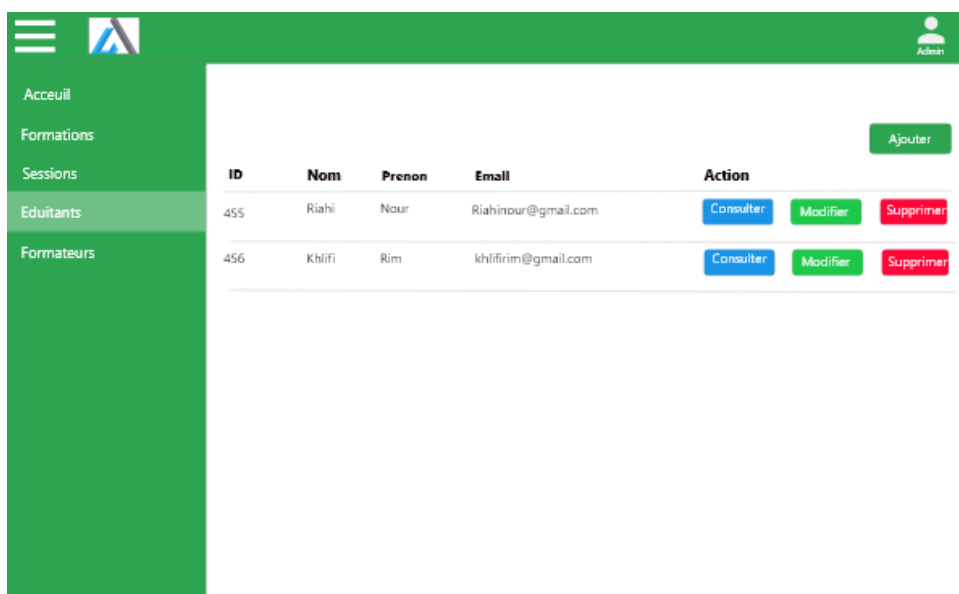 Admin
Acceuil
Formations
Sessions
Eduitants
Formateurs
Ajouter
ID Nom Prenon Email Action
455 Riahi Nour Riahinour@gmail.com Consulter Modifier Supprimer
456 Khlifi Rim khlifirim@gmail.com Consulter Modifier Supprimer